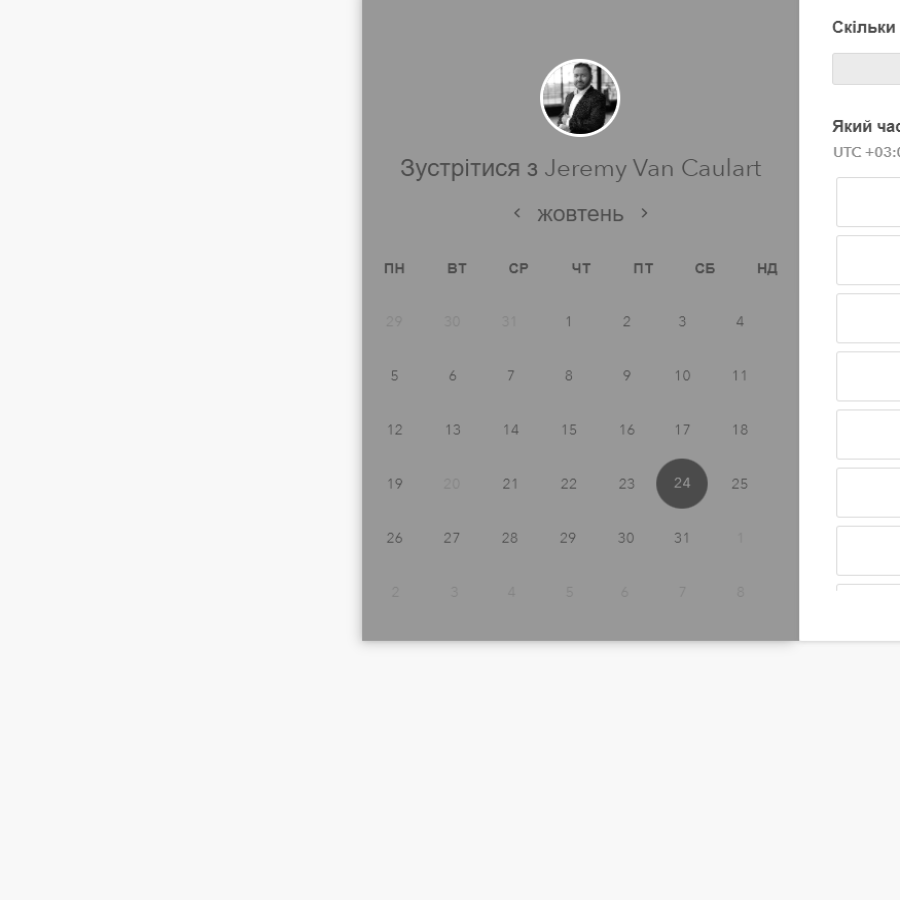 Зустрітися з Jeremy Van Caulart
жовтень
ПН ВТ СР ЧТ ПТ СБ НД
29 30 31 1 2 3 4
5 6 7 8 9 10 11
12 13 14 15 16 17 18
19 20 21 22 23 24 25
26 27 28 29 30 31 1
2 3 4 5 6 7 8
Скільки
Який час
UTC +03: